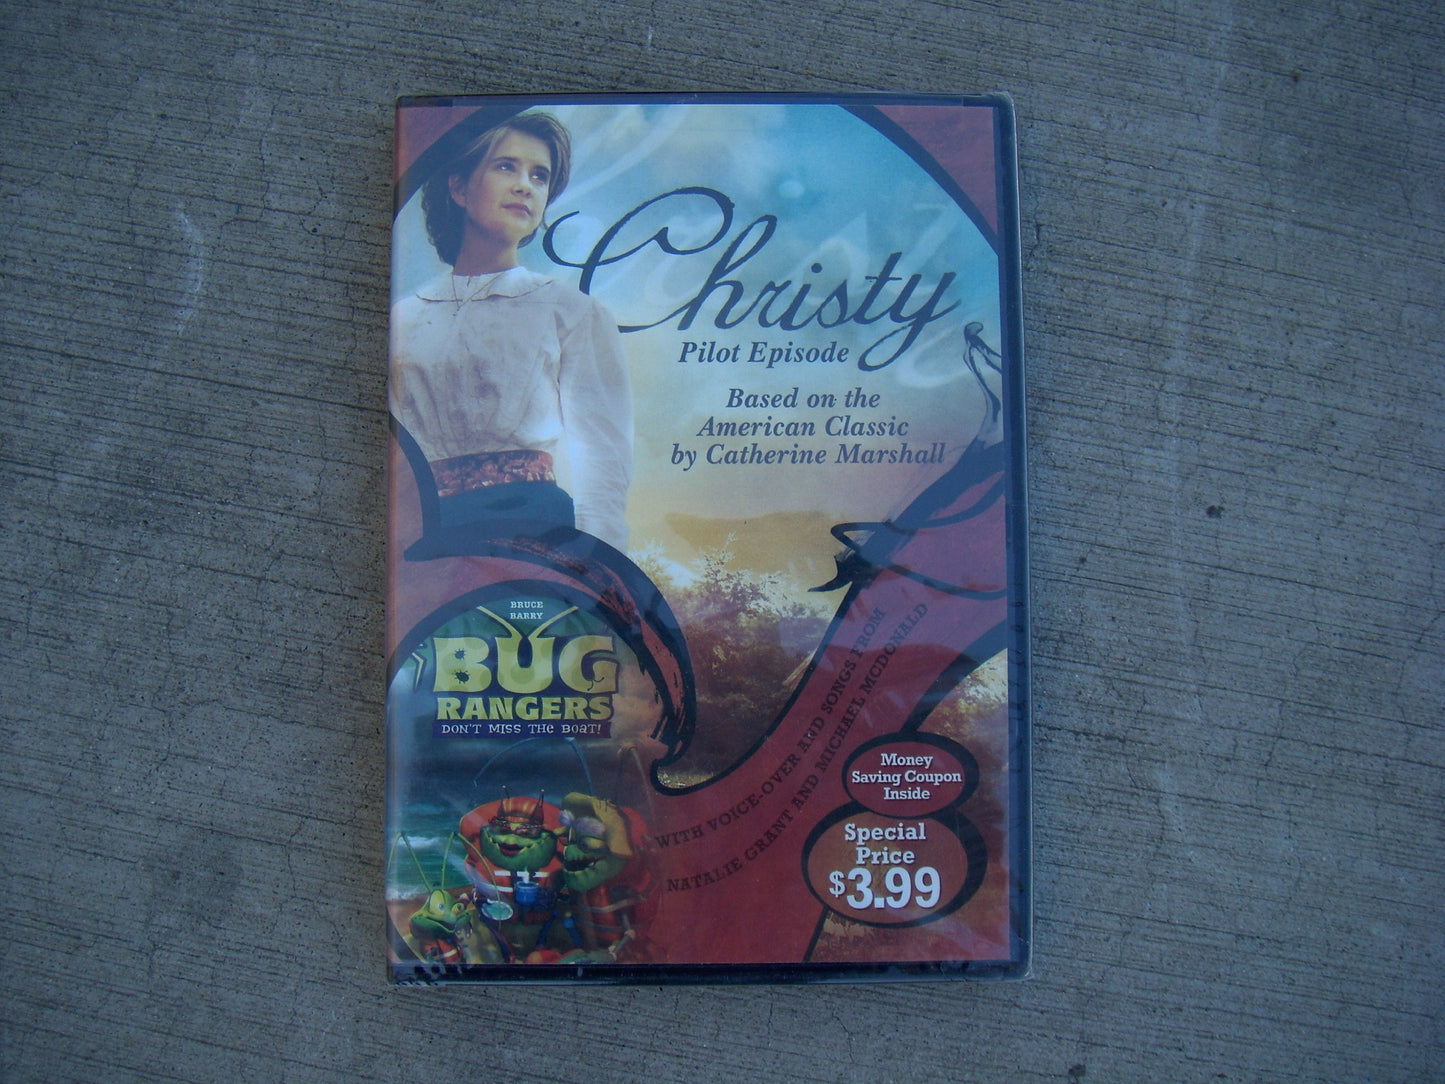 Christy
Pilot Episode
Based on the
American Classic
by Catherine Marshall
BRUCE
BARRY
BUG
RANGERS
DON'T MISS THE BOAT!
WITH VOICE-OVER AND SONGS FROM
NATALIE GRANT AND MICHAEL MCDONALD
Money
Saving Coupon
Inside
Special
Price
$3.99